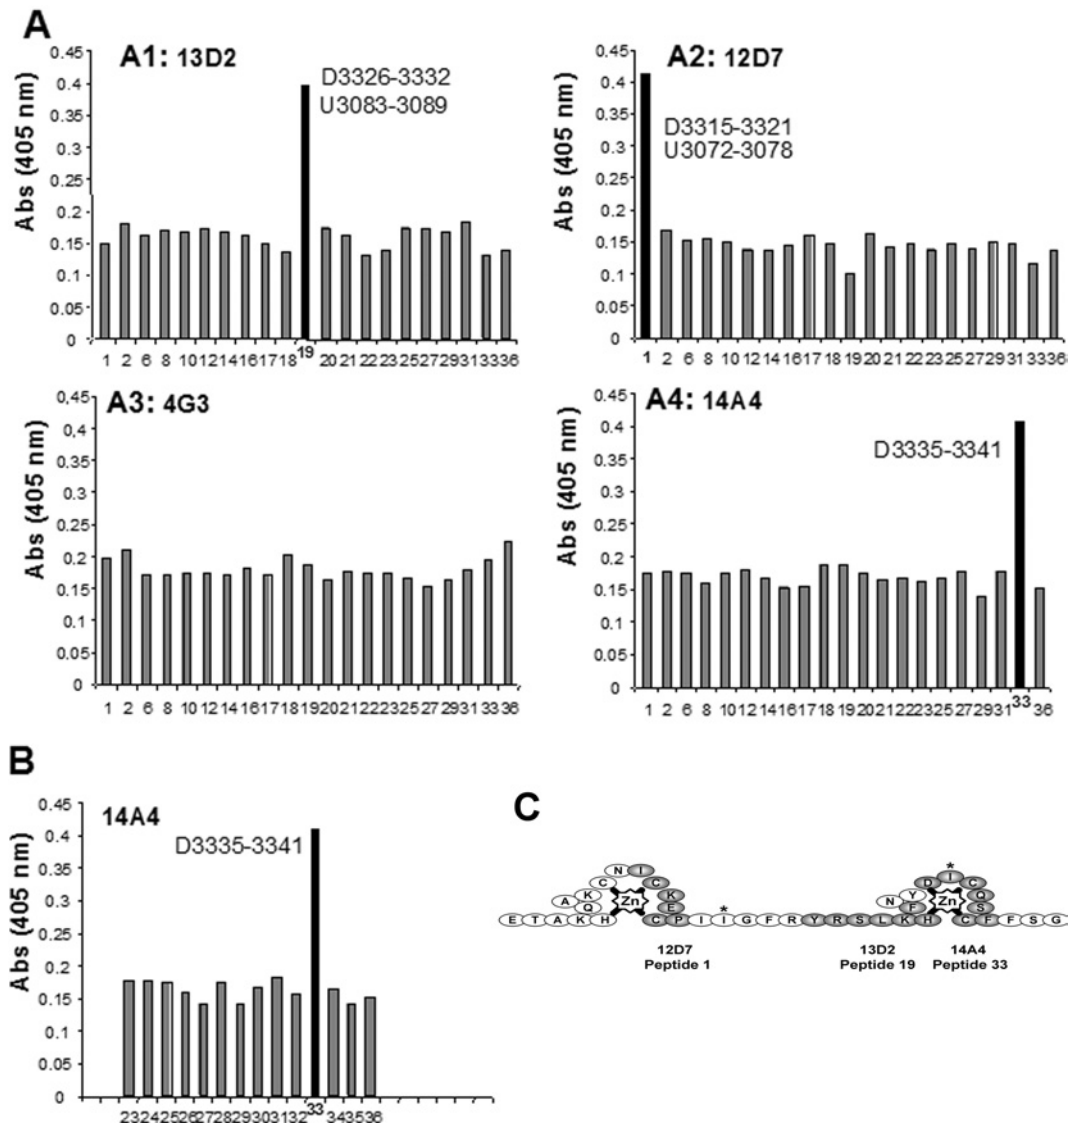 A
A1: 13D2
D3326-3332
U3083-3089
Abs (405 nm)
0.45
0.4
0.35
0.3
0.25
0.2
0.15
0.1
0.05
0
1 2 6 8 10 12 14 16 17 18 19 20 21 22 23 25 27 29 31 33 36
A2: 12D7
D3315-3321
U3072-3078
Abs (405 nm)
0.45
0.4
0.35
0.3
0.25
0.2
0.15
0.1
0.05
0
1 2 6 8 10 12 14 16 17 18 19 20 21 22 23 25 27 29 31 33 36
A3: 4G3
Abs (405 nm)
0.45
0,4
0.35
0.3
0.25
0.2
0.15
0.1
0.05
0
1 2 6 8 10 12 14 16 17 18 19 20 21 22 23 25 27 29 31 33 36
A4: 14A4
D3335-3341
Abs (405 nm)
0.45
0.4
0.35
0.3
0.25
0.2
0.15
0.1
0.05
0
1 2 6 8 10 12 14 16 17 18 19 20 21 22 23 25 27 29 31 33 36
B
14A4
D3335-3341
Abs (405 nm)
0.45
0.4
0.35
0.3
0.25
0.2
0.15
0.1
0.05
0
23 24 25 26 27 28 29 30 31 32 33 34 35 36
C
*
N I D I C
C C Y Q
A K Zn K * N Zn
Q E F S
E T A K H C P I I G F R Y R S L K H C F F S G
12D7 13D2 14A4
Peptide 1 Peptide 19 Peptide 33